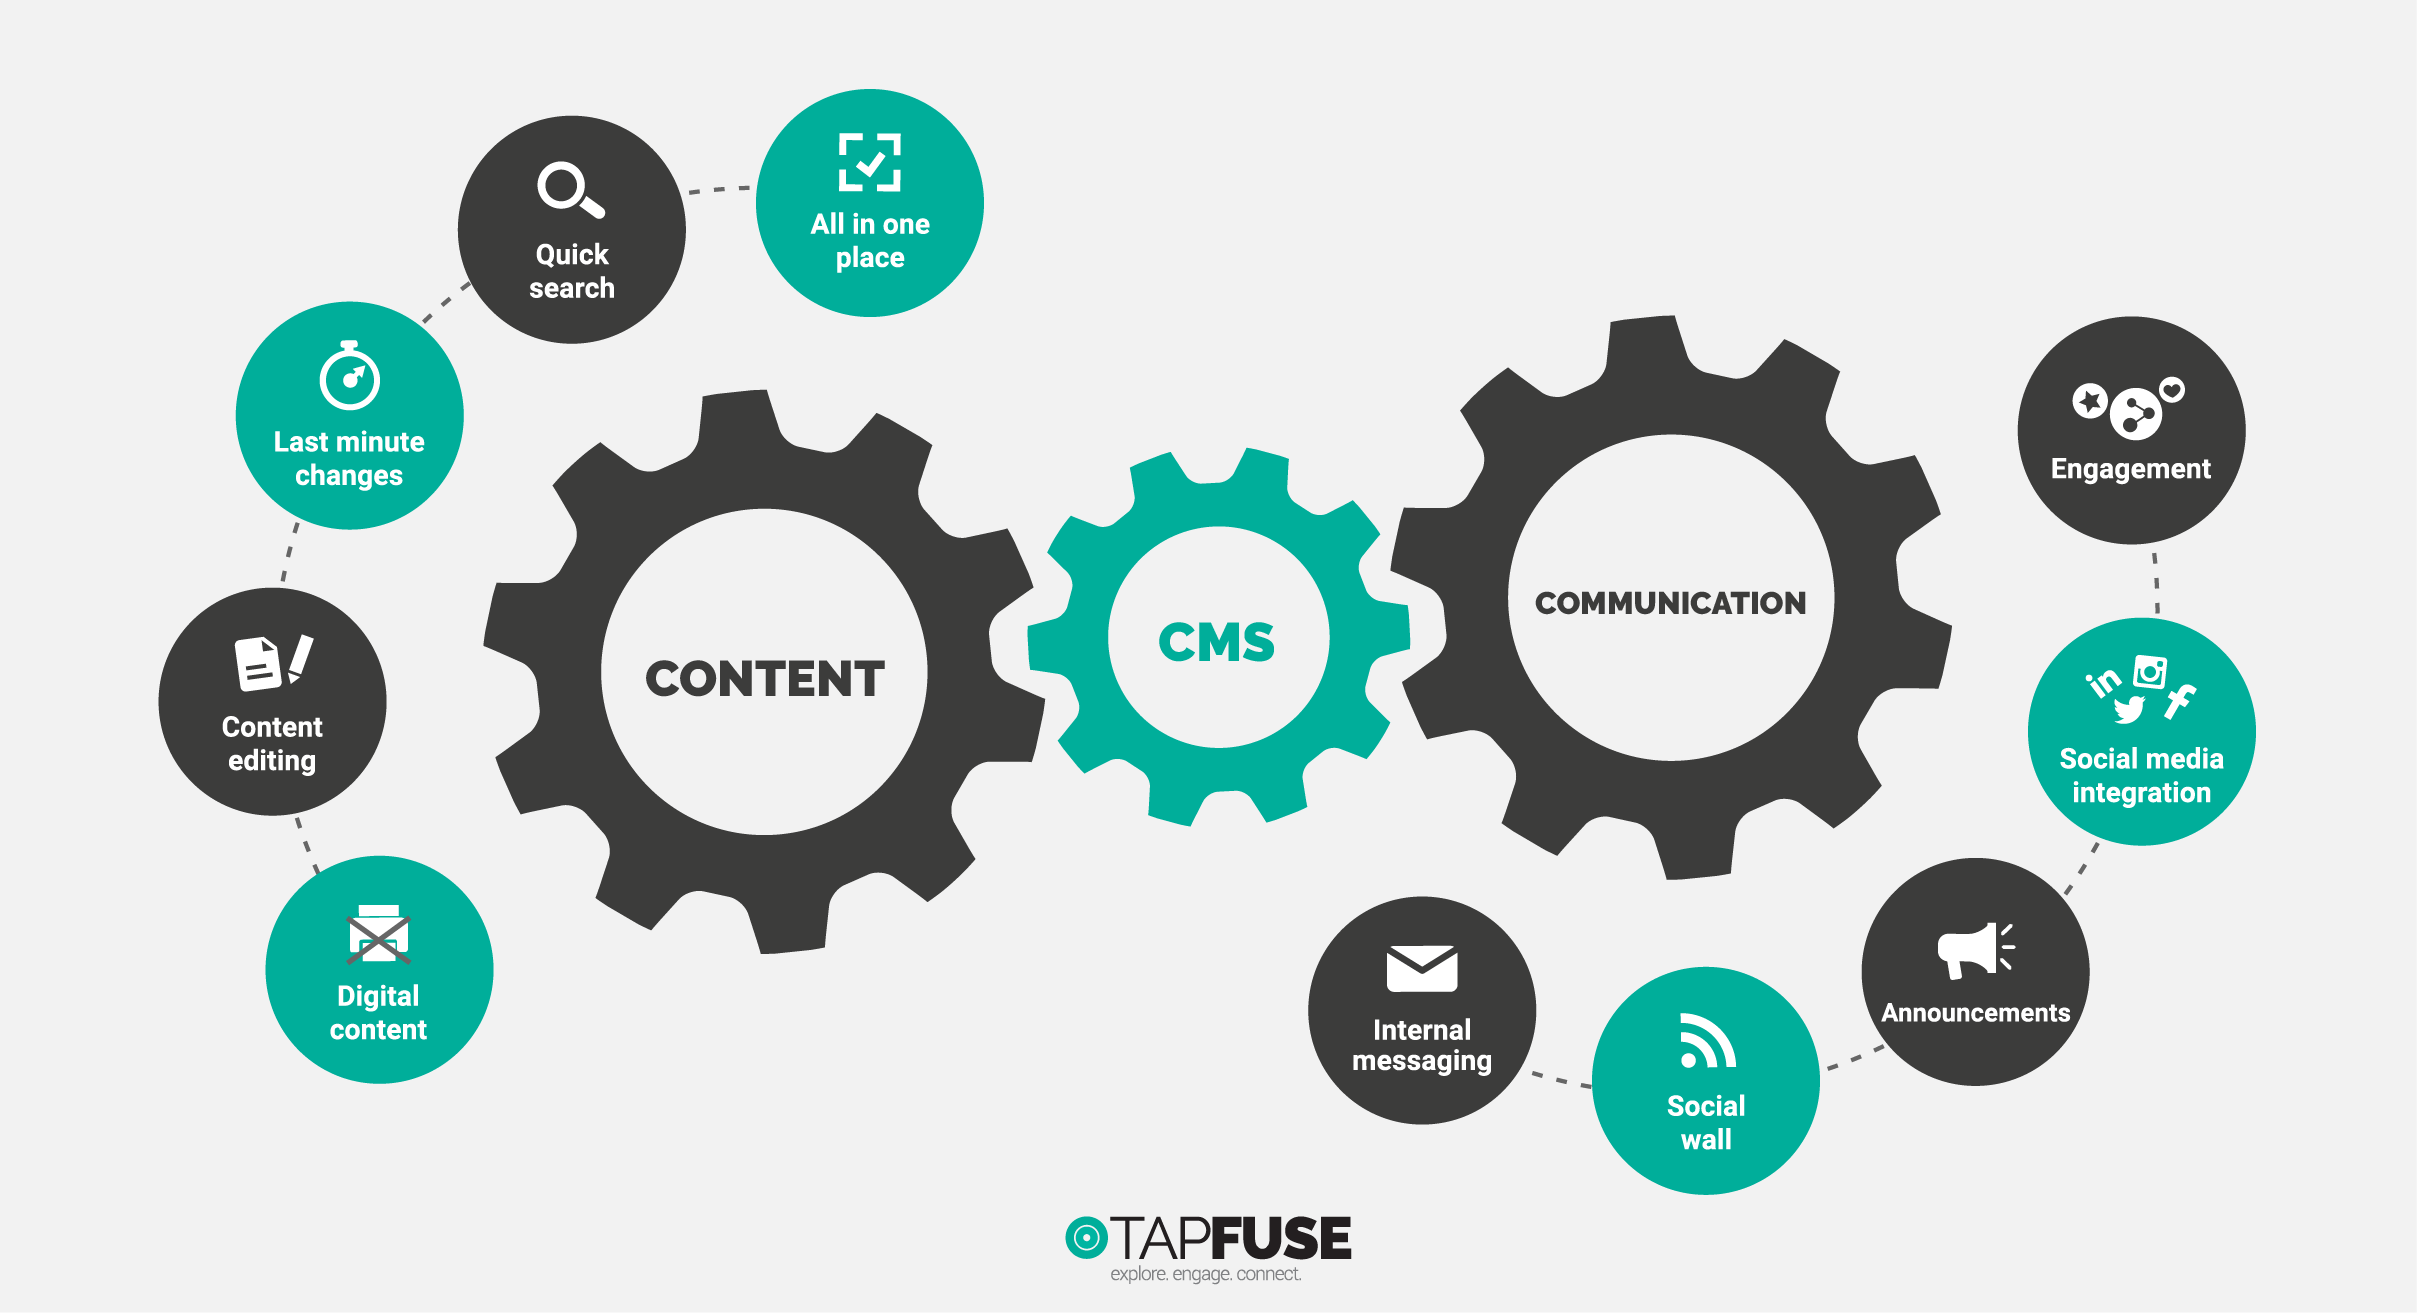 All in one
place
Quick
search
Last minute
changes
Content
editing
Digital
content
CONTENT
CMS
COMMUNICATION
Engagement
in
f
Social media
integration
Announcements
Social
wall
Internal
messaging
TAPFUSE
explore. engage. connect.